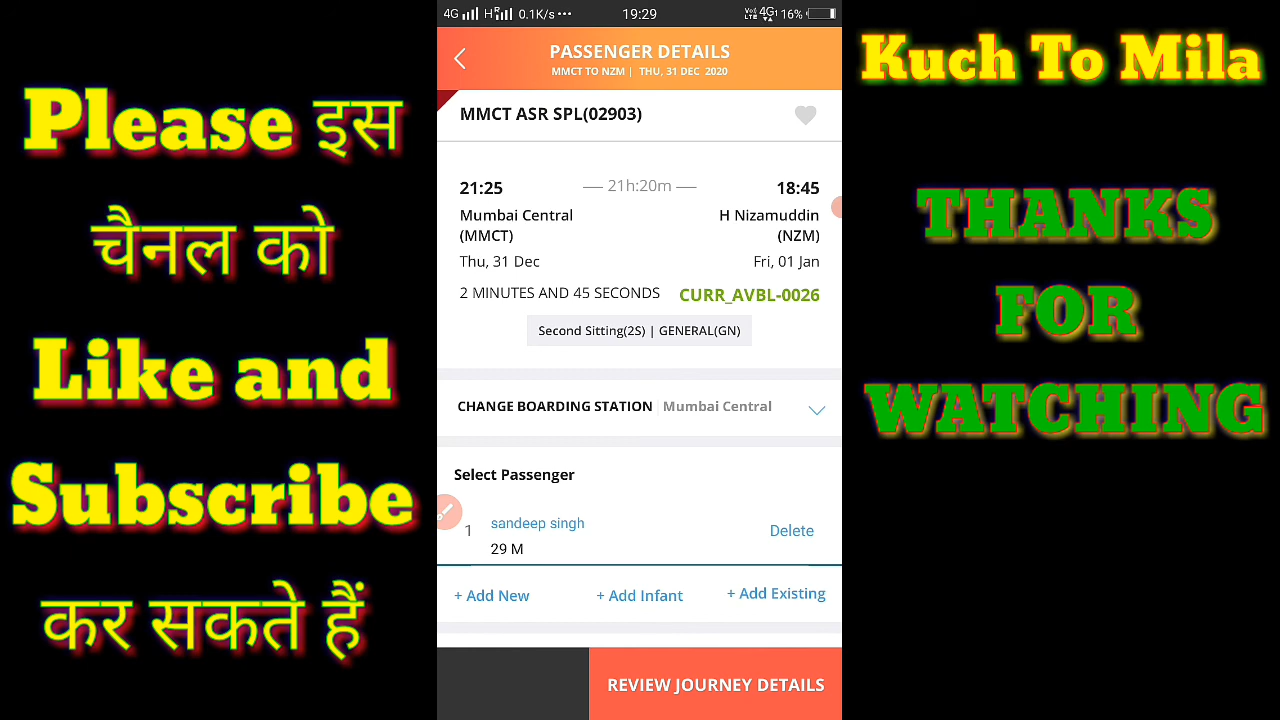 Please इस
चैनल को
Like and
Subscribe
कर सकते हैं
4G H R 0.1K/s ••• 19:29 VoLTE 4G 1 16%
PASSENGER DETAILS
MMCT TO NZM | THU, 31 DEC 2020
MMCT ASR SPL(02903)
21:25 — 21h:20m — 18:45
Mumbai Central H Nizamuddin
(MMCT) (NZM)
Thu, 31 Dec Fri, 01 Jan
2 MINUTES AND 45 SECONDS CURR_AVBL-0026
Second Sitting(2S) | GENERAL(GN)
CHANGE BOARDING STATION | Mumbai Central
Select Passenger
1 sandeep singh Delete
29 M
+ Add New + Add Infant + Add Existing
REVIEW JOURNEY DETAILS
Kuch To Mila
THANKS
FOR
WATCHING